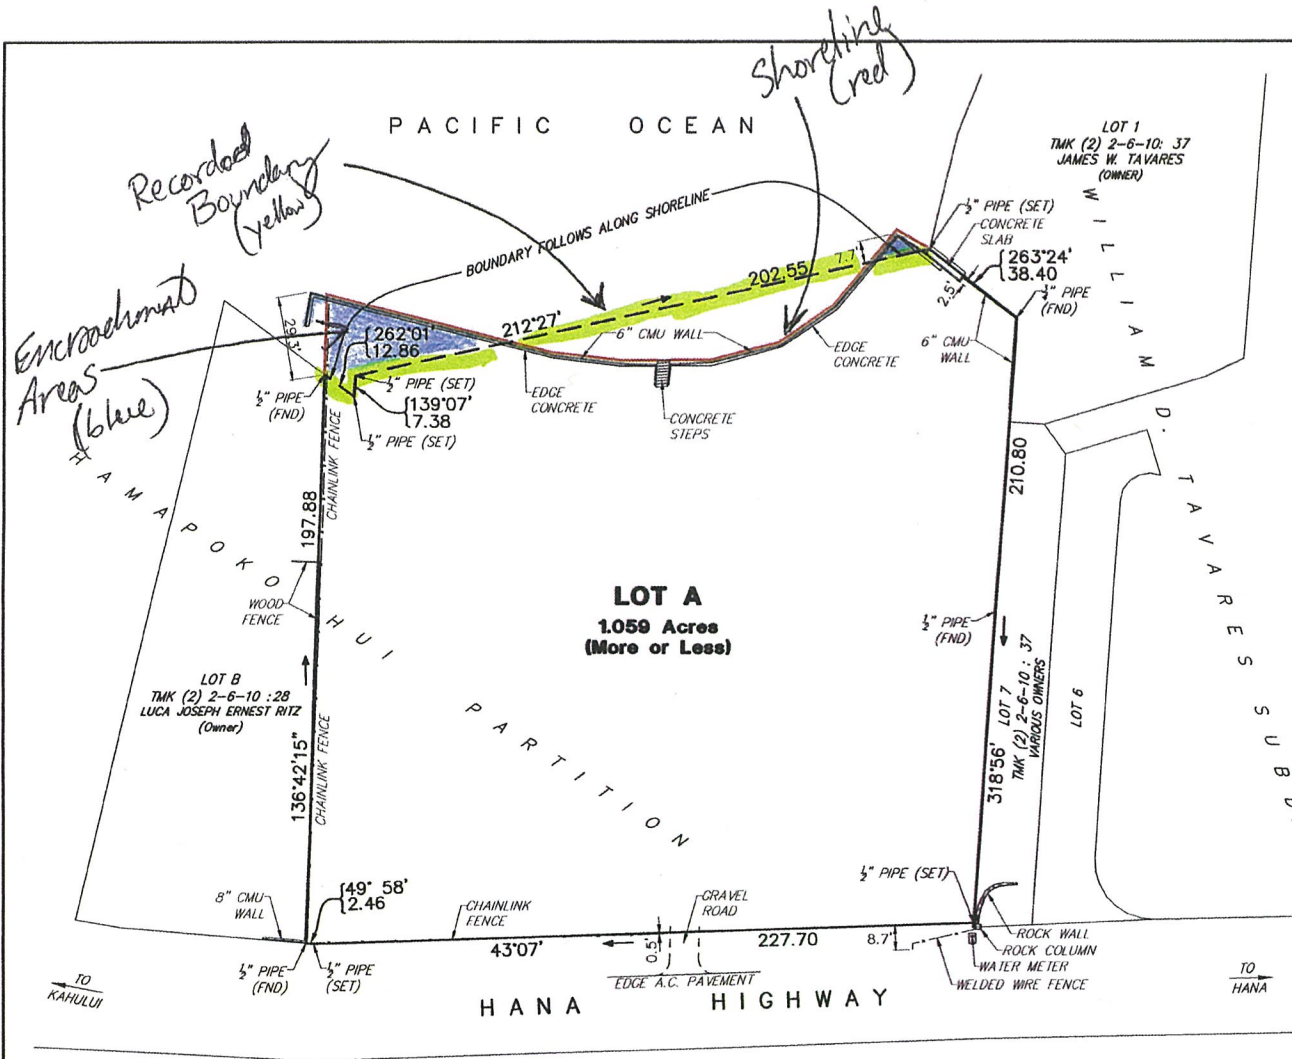 Shoreline
(red)
PACIFIC OCEAN
LOT 1
TMK (2) 2-6-10: 37
JAMES W. TAVARES
(OWNER)
Recorded
Boundary
(yellow)
BOUNDARY FOLLOWS ALONG SHORELINE
½" PIPE (SET)
CONCRETE
SLAB
263°24'
38.40
½" PIPE
(FND)
7.7'
202.55
2.5'
6" CMU
WALL
Encroachment
Areas
(blue)
29.3'
262°01'
12.86
212°27'
6" CMU WALL
EDGE
CONCRETE
½" PIPE
(FND)
½" PIPE (SET)
139°07'
7.38
½" PIPE (SET)
EDGE
CONCRETE
CONCRETE
STEPS
CHAINLINK FENCE
197.88
210.80
WILLIAM D. TAVARES SUBD.
HAMAPOKO HUI PARTITION
WOOD
FENCE
LOT A
1.059 Acres
(More or Less)
½" PIPE
(FND)
LOT B
TMK (2) 2-6-10 :28
LUCA JOSEPH ERNEST RITZ
(Owner)
136°42'15"
CHAINLINK FENCE
318°56'
LOT 7
TMK (2) 2-6-10 : 37
VARIOUS OWNERS
LOT 6
½" PIPE (SET)
8" CMU
WALL
49° 58'
2.46
CHAINLINK
FENCE
GRAVEL
ROAD
43°07'
0.5'
227.70
8.7'
ROCK WALL
ROCK COLUMN
WATER METER
WELDED WIRE FENCE
½" PIPE
(FND)
½" PIPE
(SET)
EDGE A.C. PAVEMENT
TO
KAHULUI
HANA HIGHWAY
TO
HANA